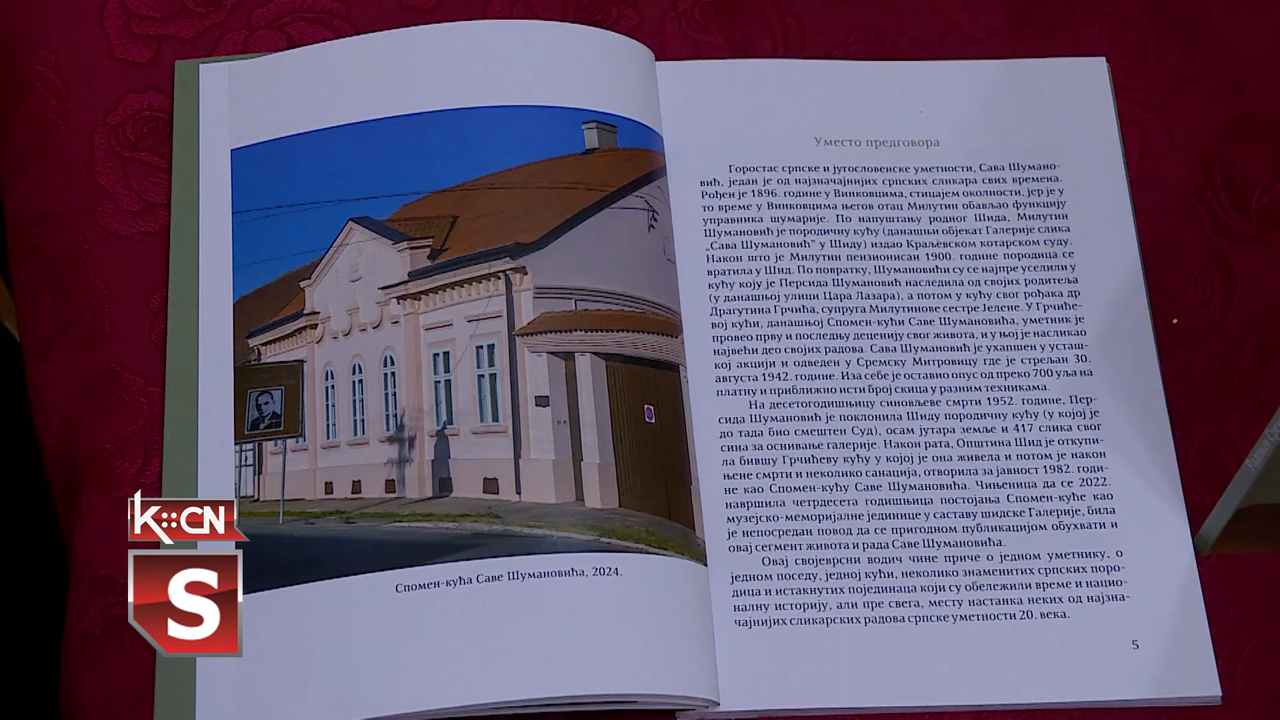 Спомен-кућа Саве Шумановића, 2024.
Уместо предговора
Горостас српске и југословенске уметности, Сава Шумано-
вић, један је од најзначајнијих српских сликара свих времена.
Рођен је 1896. године у Винковцима, стицајем околности, јер је у
то време у Винковцима његов отац Милутин обављао функцију
управника шумарије. По напуштању родног Шида, Милутин
Шумановић је породичну кућу (данашњи објекат Галерије слика
„Сава Шумановић“ у Шиду) издао Краљевском котарском суду.
Након што је Милутин пензионисан 1900. године породица се
вратила у Шид. По повратку, Шумановићи су се најпре уселили у
кућу коју је Персида Шумановић наследила од својих родитеља
(у данашњој улици Цара Лазара), а потом у кућу свог рођака др
Драгутина Грчића, супруга Милутинове сестре Јелене. У Грчиће-
вој кући, данашњој Спомен-кући Саве Шумановића, уметник је
провео прву и последњу деценију свог живота, и у њој је насликао
највећи део својих радова. Сава Шумановић је ухапшен у усташ-
кој акцији и одведен у Сремску Митровицу где је стрељан 30.
августа 1942. године. Иза себе је оставио опус од преко 700 уља на
платну и приближно исти број скица у разним техникама.
На десетогодишњицу синовљеве смрти 1952. године, Пер-
сида Шумановић је поклонила Шиду породичну кућу (у којој је
до тада био смештен Суд), осам јутара земље и 417 слика свог
сина за оснивање галерије. Након рата, Општина Шид је откупи-
ла бившу Грчићеву кућу у којој је она живела и потом је након
њене смрти и неколико санација, отворила за јавност 1982. годи-
не као Спомен-кућу Саве Шумановића. Чињеница да се 2022.
навршила четрдесета годишњица постојања Спомен-куће као
музејско-меморијалне јединице у саставу шидске Галерије, била
је непосредан повод да се пригодном публикацијом обухвати и
овај сегмент живота и рада Саве Шумановића.
Овај својеврсни водич чине приче о једном уметнику, о
једном поседу, једној кући, неколико знаменитих српских поро-
дица и истакнутих појединаца који су обележили време и нацио-
налну историју, али пре свега, месту настанка неких од најзна-
чајнијих сликарских радова српске уметности 20. века.
5
K::CN
S